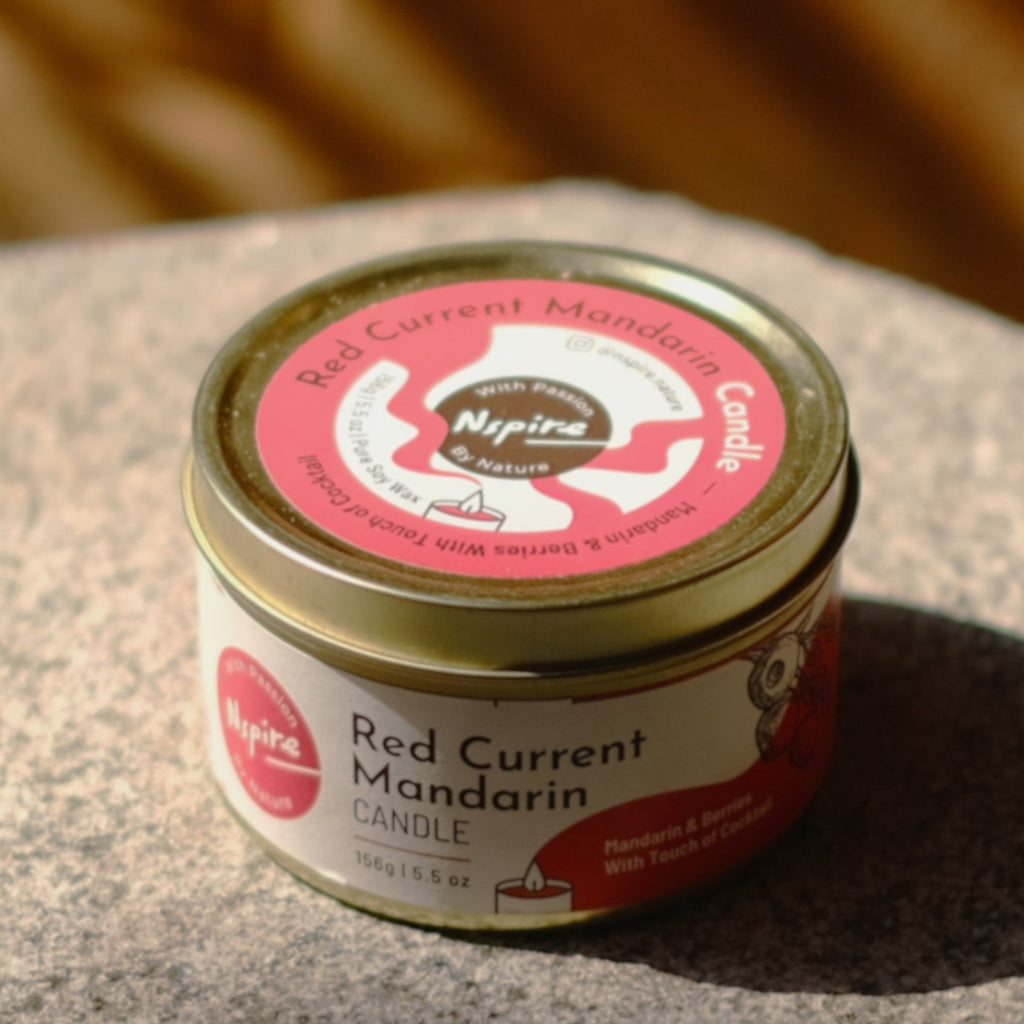 Red Current Mandarin Candle — Mandarin & Berries With Touch of Cocktail
@nspire.nature
156g | 5.5 oz | Pure Soy Wax
With Passion
Nspire
By Nature
With Passion
Nspire
By Nature
Red Current
Mandarin
CANDLE
156g | 5.5 oz
Mandarin & Berries
With Touch of Cocktail